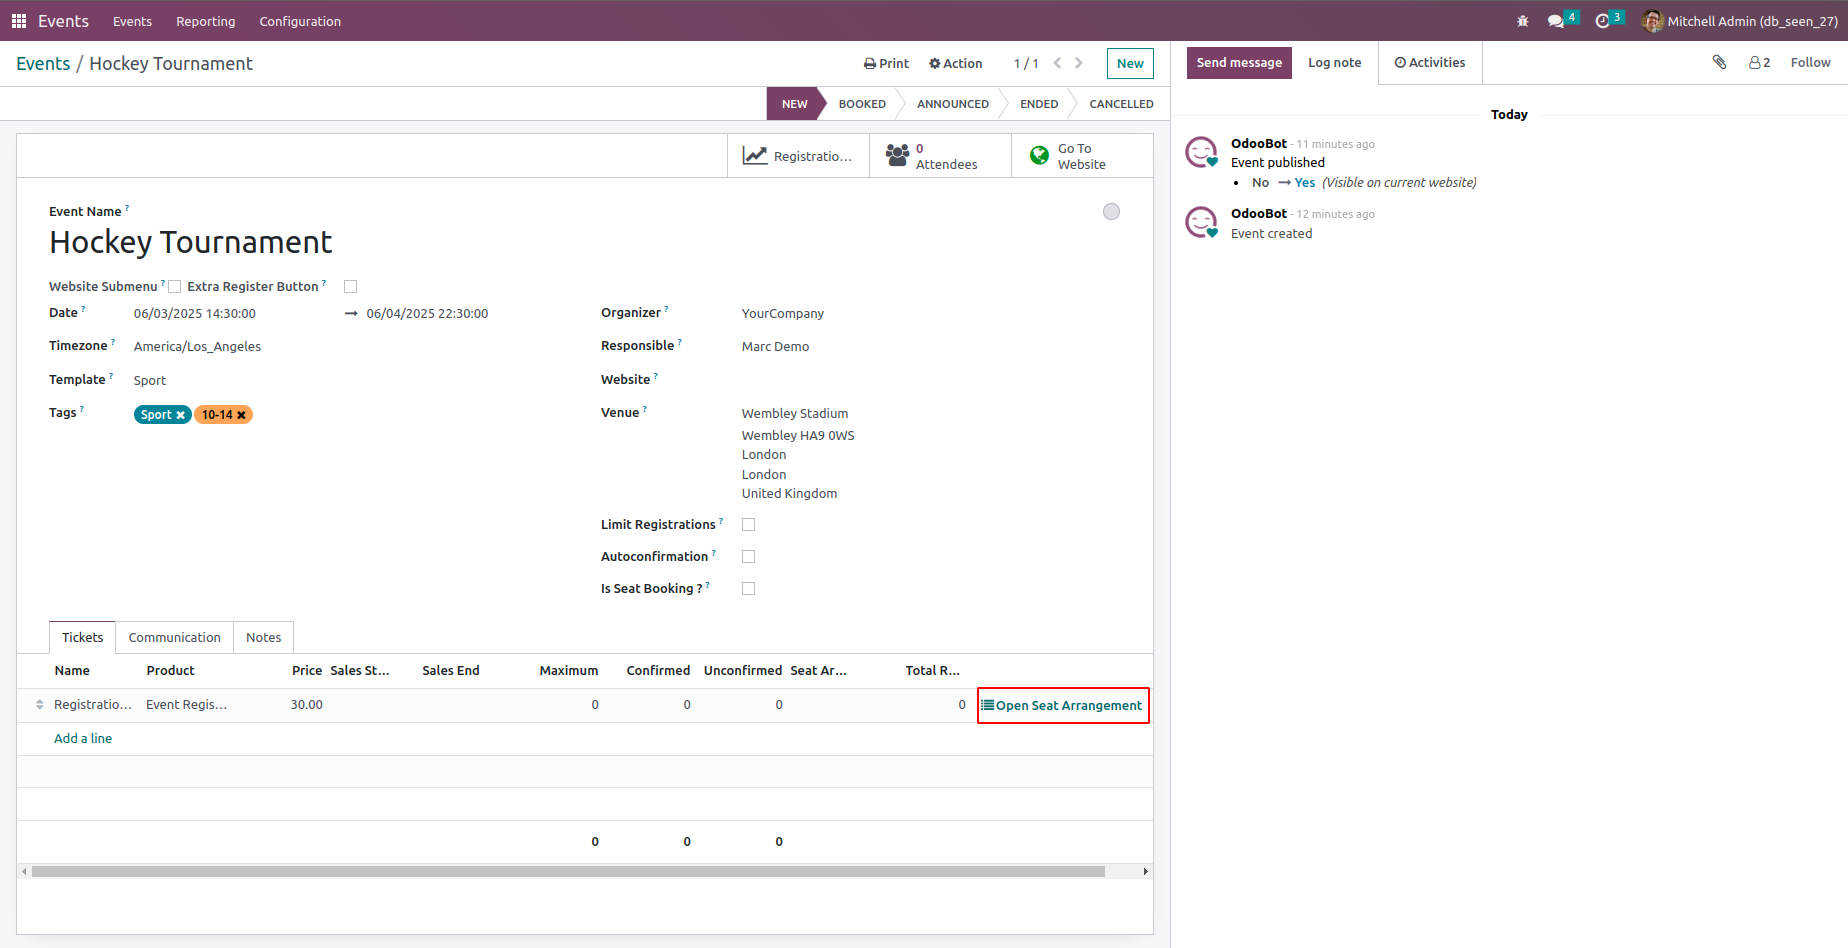 Events Events Reporting Configuration 4 3 Mitchell Admin (db_seen_27)
Events / Hockey Tournament Print Action 1 / 1 New
Send message Log note Activities 2 Follow
NEW BOOKED ANNOUNCED ENDED CANCELLED
Registratio... 0 Attendees Go To Website
Event Name ?
Hockey Tournament
Website Submenu ? Extra Register Button ?
Date ? 06/03/2025 14:30:00 → 06/04/2025 22:30:00
Timezone ? America/Los_Angeles
Template ? Sport
Tags ? Sport × 10-14 ×
Organizer ? YourCompany
Responsible ? Marc Demo
Website ?
Venue ? Wembley Stadium
Wembley HA9 0WS
London
London
United Kingdom
Limit Registrations ?
Autoconfirmation ?
Is Seat Booking ? ?
Tickets Communication Notes
Name Product Price Sales St... Sales End Maximum Confirmed Unconfirmed Seat Ar... Total R...
Registratio... Event Regis... 30.00 0 0 0 0 Open Seat Arrangement
Add a line
0 0 0
Today
OdooBot - 11 minutes ago
Event published
• No → Yes (Visible on current website)
OdooBot - 12 minutes ago
Event created